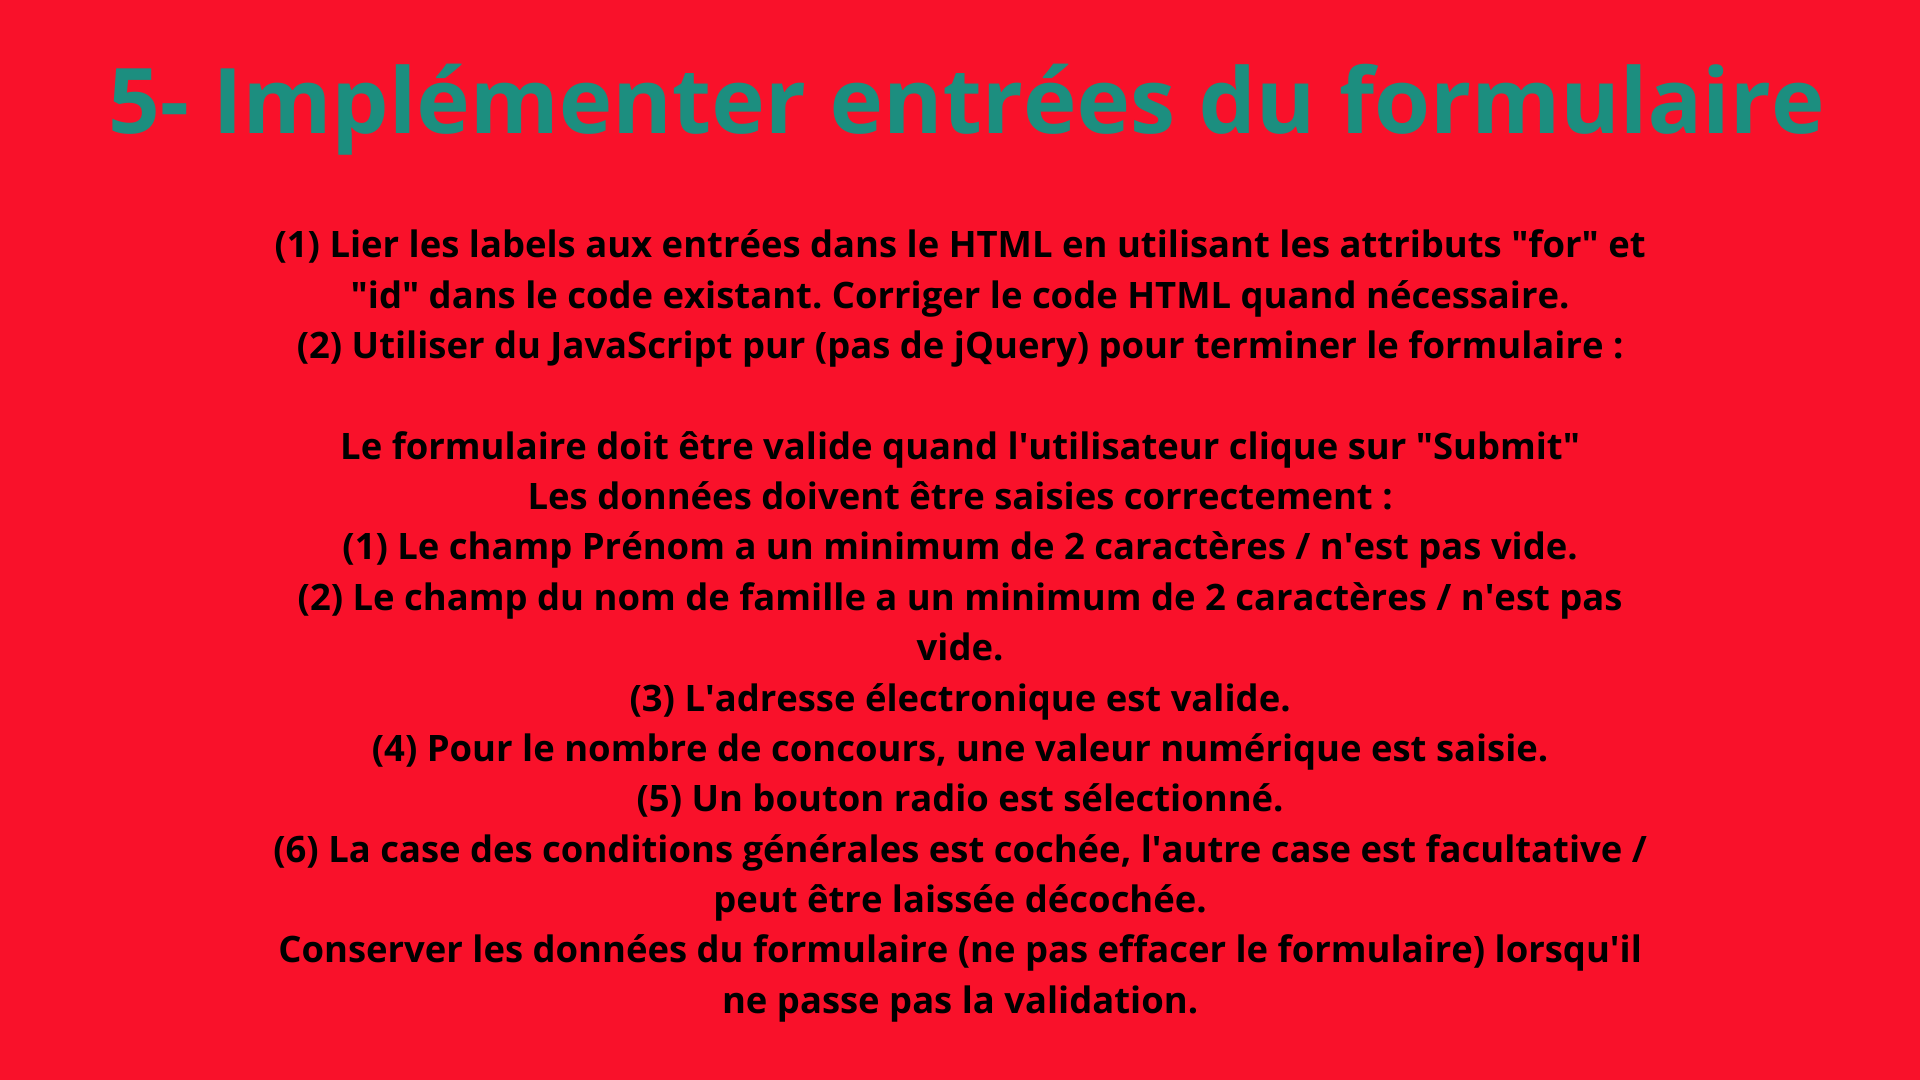 5- Implémenter entrées du formulaire
(1) Lier les labels aux entrées dans le HTML en utilisant les attributs "for" et
"id" dans le code existant. Corriger le code HTML quand nécessaire.
(2) Utiliser du JavaScript pur (pas de jQuery) pour terminer le formulaire :
Le formulaire doit être valide quand l'utilisateur clique sur "Submit"
Les données doivent être saisies correctement :
(1) Le champ Prénom a un minimum de 2 caractères / n'est pas vide.
(2) Le champ du nom de famille a un minimum de 2 caractères / n'est pas
vide.
(3) L'adresse électronique est valide.
(4) Pour le nombre de concours, une valeur numérique est saisie.
(5) Un bouton radio est sélectionné.
(6) La case des conditions générales est cochée, l'autre case est facultative /
peut être laissée décochée.
Conserver les données du formulaire (ne pas effacer le formulaire) lorsqu'il
ne passe pas la validation.